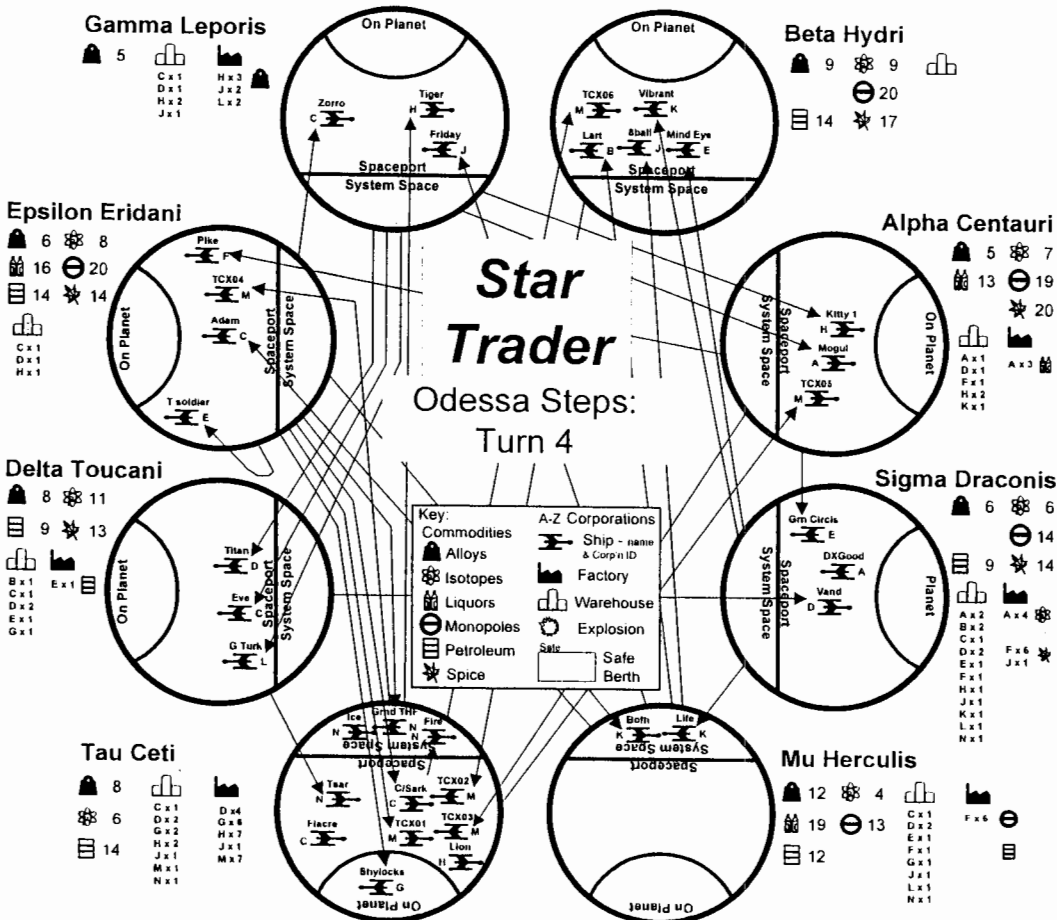 Gamma Leporis
5
C x 1
D x 1
H x 2
J x 1
H x 3
J x 2
L x 2
On Planet
Zorro
C
Tiger
H
Friday
J
Spaceport
System Space
On Planet
TCX06
M
Vibrant
K
Lart
B
8ball
J
Mind Eye
E
Spaceport
System Space
Beta Hydri
9 9
20
14 17
Epsilon Eridani
6 8
16 20
14 14
C x 1
D x 1
H x 1
On Planet
Pike
F
TCX04
M
Adam
C
T soldier
E
Spaceport
System Space
Star
Trader
Odessa Steps:
Turn 4
Alpha Centauri
5 7
13 19
20
A x 1
D x 1
F x 1
H x 2
K x 1
A x 3
System Space
Spaceport
Kitty 1
H
Mogul
A
TCX05
M
On Planet
Delta Toucani
8 11
9 13
B x 1
C x 1
D x 2
E x 1
G x 1
E x 1
On Planet
Titan
D
Eve
C
G Turk
L
Spaceport
System Space
Key:
Commodities
Alloys
Isotopes
Liquors
Monopoles
Petroleum
Spice
A-Z Corporations
Ship - name
& Corp'n ID
Factory
Warehouse
Explosion
Safe
Safe
Berth
Sigma Draconis
6 6
14
9 14
A x 2
B x 2
C x 1
D x 2
E x 1
F x 1
H x 1
J x 1
K x 1
L x 1
N x 1
A x 4
F x 6
J x 1
System Space
Spaceport
Grn Circls
E
DXGood
A
Vand
D
Planet
Tau Ceti
8
6
14
C x 1
D x 2
G x 2
H x 2
J x 1
M x 1
N x 1
D x 4
G x 6
H x 7
J x 1
M x 7
Ice
N
Grnd THF
N
Fire
N
System Space
Spaceport
Tsar
N
C/Sark
C
TCX02
M
Fiacre
C
TCX01
M
TCX03
M
Lion
H
Shylocks
G
On Planet
Both
K
Life
K
System Space
Spaceport
On Planet
Mu Herculis
12 4
19 13
12
C x 1
D x 2
E x 1
F x 1
G x 1
J x 1
L x 1
N x 1
F x 6